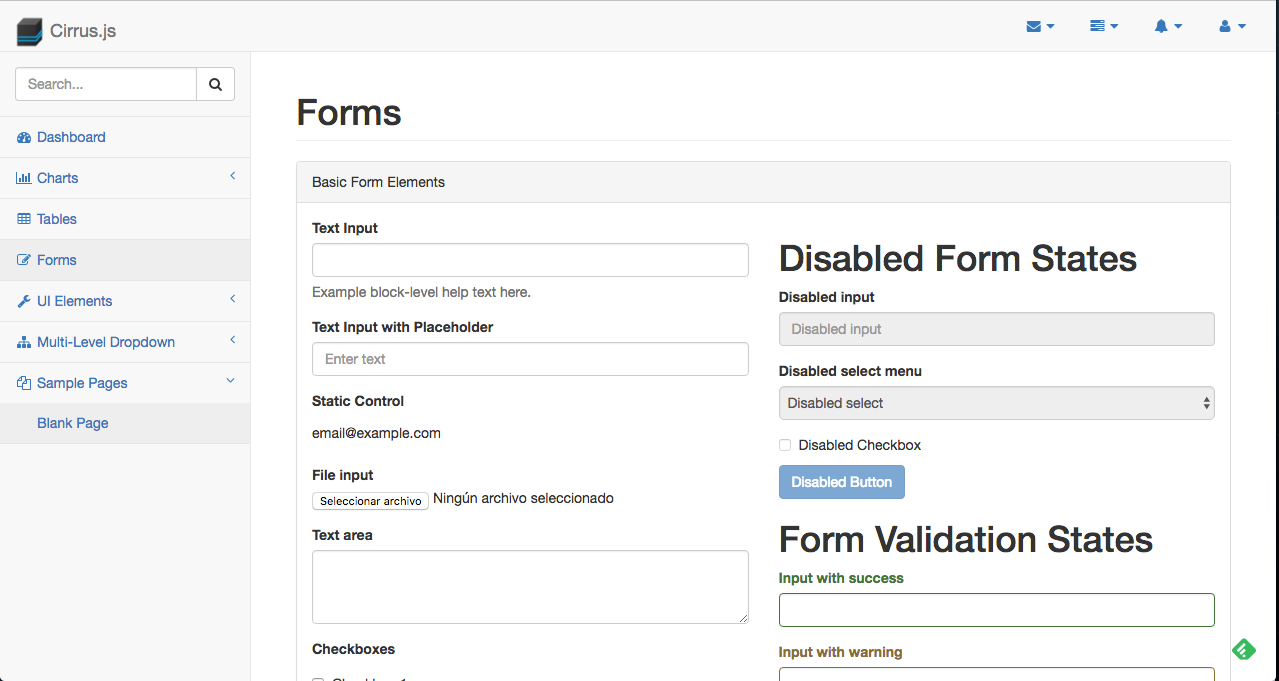 Cirrus.js
Search...
Dashboard
Charts
Tables
Forms
UI Elements
Multi-Level Dropdown
Sample Pages
Blank Page
Forms
Basic Form Elements
Text Input
Example block-level help text here.
Text Input with Placeholder
Enter text
Static Control
email@example.com
File input
Seleccionar archivo Ningún archivo seleccionado
Text area
Checkboxes
Disabled Form States
Disabled input
Disabled input
Disabled select menu
Disabled select
Disabled Checkbox
Disabled Button
Form Validation States
Input with success
Input with warning